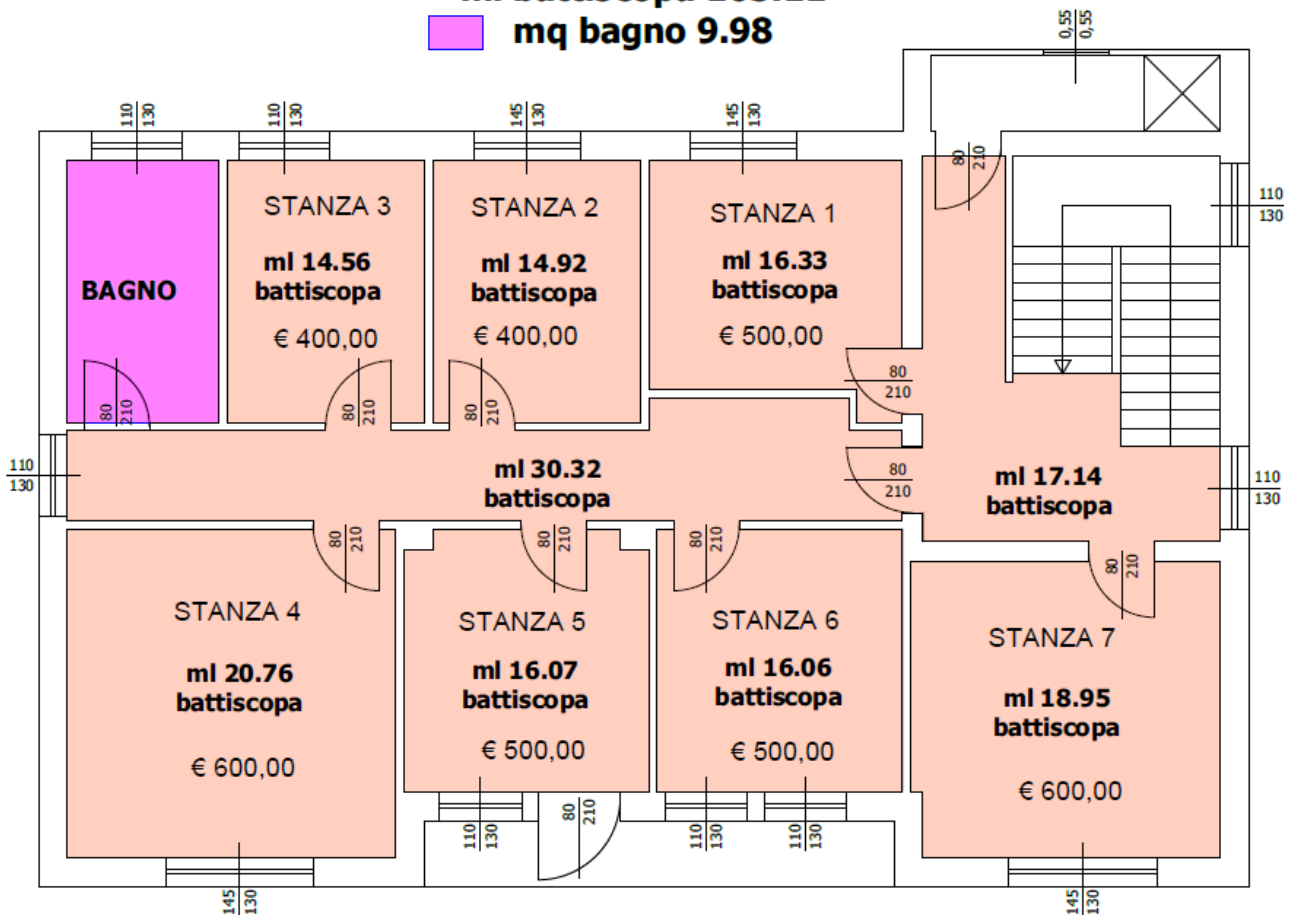 mq bagno 9.98
0,55
0,55
110
130
110
130
145
130
145
130
80
210
110
130
STANZA 3
STANZA 2
STANZA 1
ml 14.56
battiscopa
ml 14.92
battiscopa
ml 16.33
battiscopa
BAGNO
€ 400,00
€ 400,00
€ 500,00
80
210
80
210
80
210
80
210
110
130
ml 30.32
battiscopa
80
210
ml 17.14
battiscopa
110
130
80
210
80
210
80
210
80
210
STANZA 4
STANZA 5
STANZA 6
STANZA 7
ml 20.76
battiscopa
ml 16.07
battiscopa
ml 16.06
battiscopa
ml 18.95
battiscopa
€ 600,00
€ 500,00
€ 500,00
€ 600,00
110
130
80
210
110
130
110
130
145
130
145
130